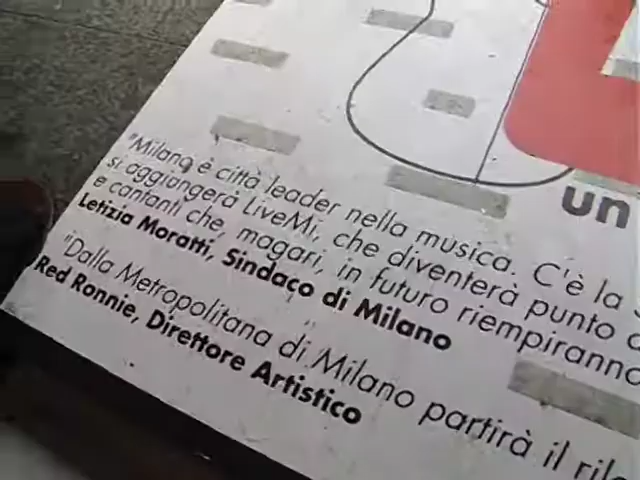 un
"Milano è città leader nella musica. C'è la
si aggiungerà LiveMi, che diventerà punto
e cantanti che, magari, in futuro riempiranno
Letizia Moratti, Sindaco di Milano
"Dalla Metropolitana di Milano partirà il
Red Ronnie, Direttore Artistico